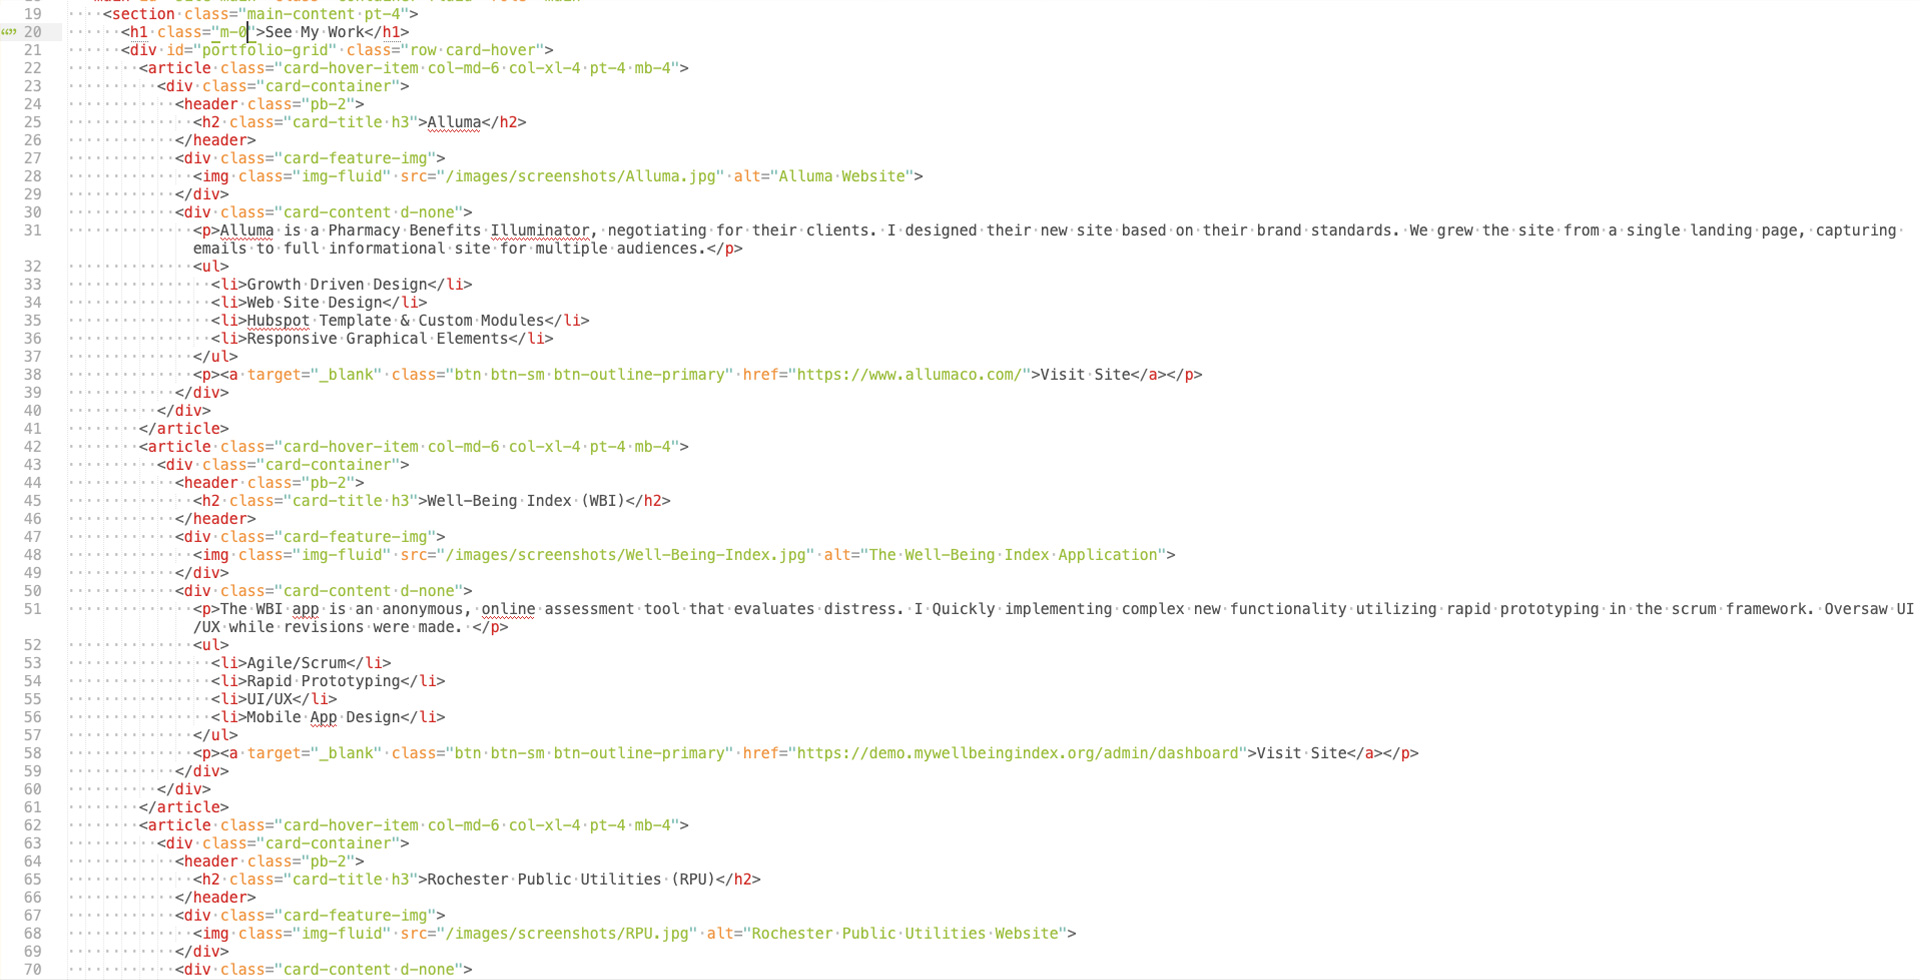 19 <section class="main-content pt-4">
20 <h1 class="m-0">See My Work</h1>
21 <div id="portfolio-grid" class="row card-hover">
22 <article class="card-hover-item col-md-6 col-xl-4 pt-4 mb-4">
23 <div class="card-container">
24 <header class="pb-2">
25 <h2 class="card-title h3">Alluma</h2>
26 </header>
27 <div class="card-feature-img">
28 <img class="img-fluid" src="/images/screenshots/Alluma.jpg" alt="Alluma Website">
29 </div>
30 <div class="card-content d-none">
31 <p>Alluma is a Pharmacy Benefits Illuminator, negotiating for their clients. I designed their new site based on their brand standards. We grew the site from a single landing page, capturing
emails to full informational site for multiple audiences.</p>
32 <ul>
33 <li>Growth Driven Design</li>
34 <li>Web Site Design</li>
35 <li>Hubspot Template & Custom Modules</li>
36 <li>Responsive Graphical Elements</li>
37 </ul>
38 <p><a target="_blank" class="btn btn-sm btn-outline-primary" href="https://www.allumaco.com/">Visit Site</a></p>
39 </div>
40 </div>
41 </article>
42 <article class="card-hover-item col-md-6 col-xl-4 pt-4 mb-4">
43 <div class="card-container">
44 <header class="pb-2">
45 <h2 class="card-title h3">Well-Being Index (WBI)</h2>
46 </header>
47 <div class="card-feature-img">
48 <img class="img-fluid" src="/images/screenshots/Well-Being-Index.jpg" alt="The Well-Being Index Application">
49 </div>
50 <div class="card-content d-none">
51 <p>The WBI app is an anonymous, online assessment tool that evaluates distress. I Quickly implementing complex new functionality utilizing rapid prototyping in the scrum framework. Oversaw UI
/UX while revisions were made. </p>
52 <ul>
53 <li>Agile/Scrum</li>
54 <li>Rapid Prototyping</li>
55 <li>UI/UX</li>
56 <li>Mobile App Design</li>
57 </ul>
58 <p><a target="_blank" class="btn btn-sm btn-outline-primary" href="https://demo.mywellbeingindex.org/admin/dashboard">Visit Site</a></p>
59 </div>
60 </div>
61 </article>
62 <article class="card-hover-item col-md-6 col-xl-4 pt-4 mb-4">
63 <div class="card-container">
64 <header class="pb-2">
65 <h2 class="card-title h3">Rochester Public Utilities (RPU)</h2>
66 </header>
67 <div class="card-feature-img">
68 <img class="img-fluid" src="/images/screenshots/RPU.jpg" alt="Rochester Public Utilities Website">
69 </div>
70 <div class="card-content d-none">